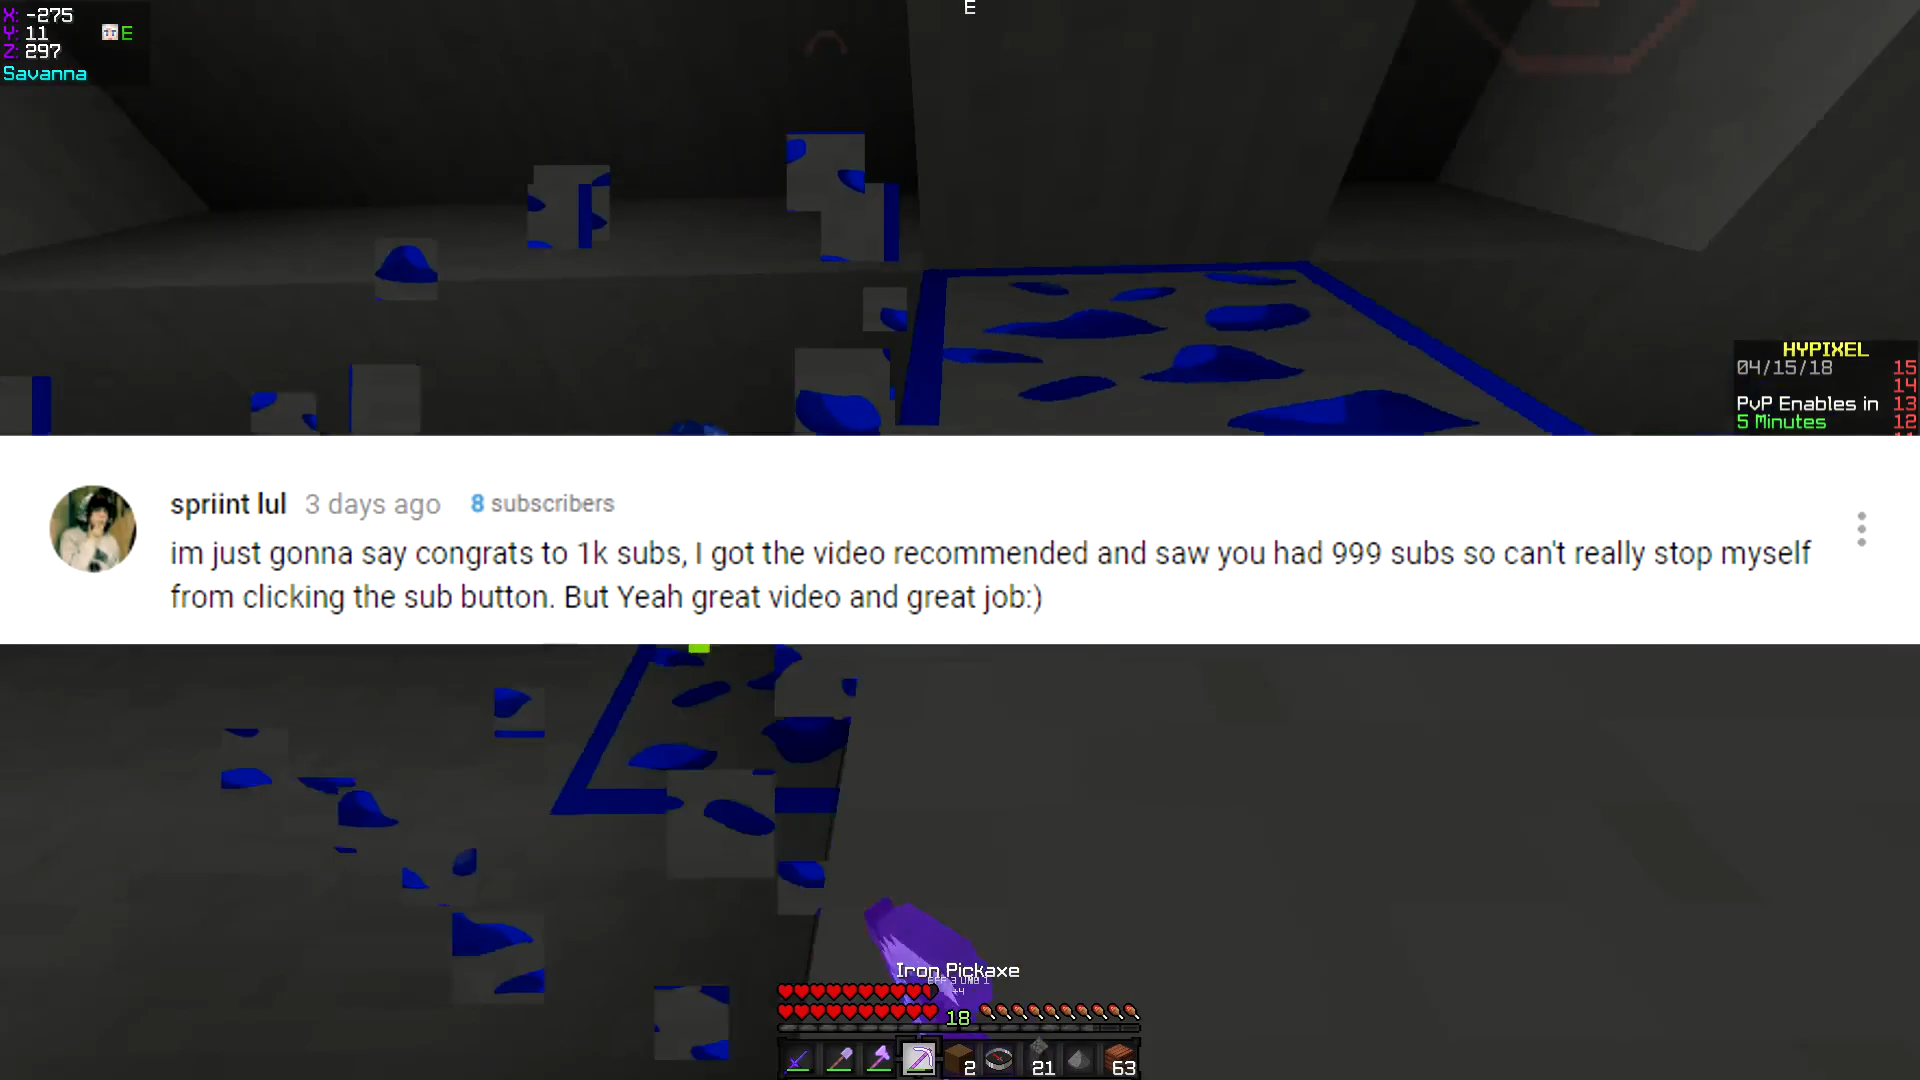 X: -275
Y: 11
E
Z: 297
Savanna
E
HYPIXEL
04/15/18
15
14
PvP Enables in
13
5 Minutes
12
spriint lul 3 days ago 8 subscribers
im just gonna say congrats to 1k subs, I got the video recommended and saw you had 999 subs so can't really stop myself
from clicking the sub button. But Yeah great video and great job:)
Iron Pickaxe
18
2
21
63